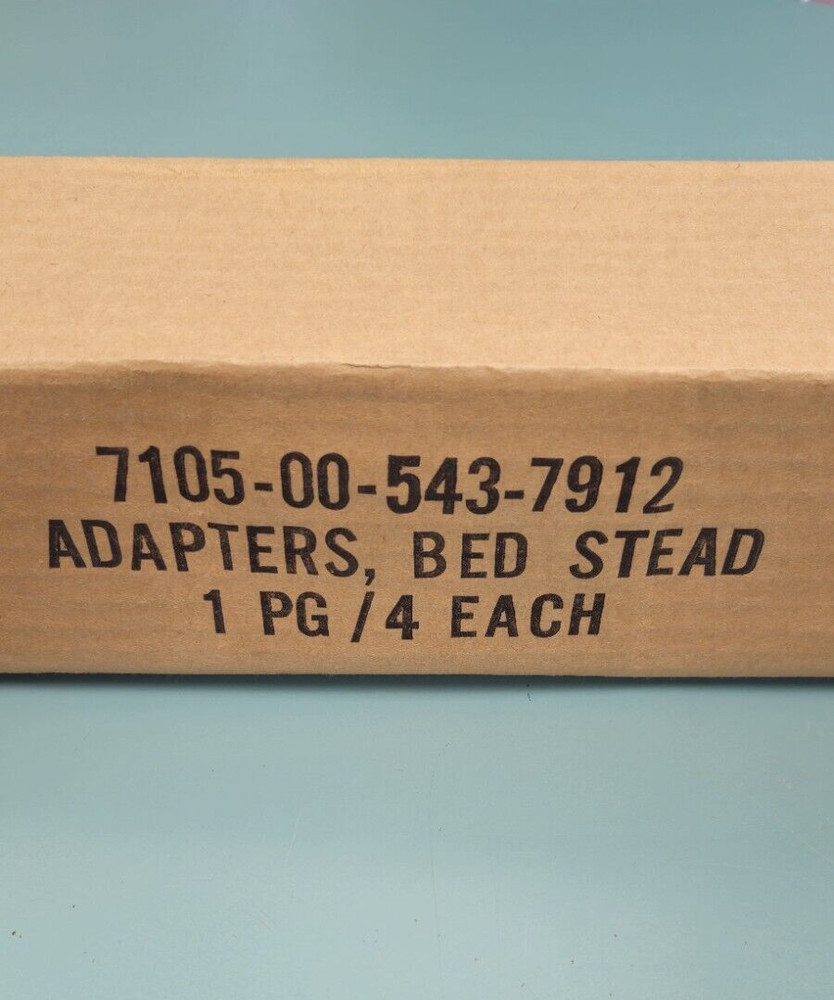 7105-00-543-7912
ADAPTERS, BED STEAD
1 PG /4 EACH